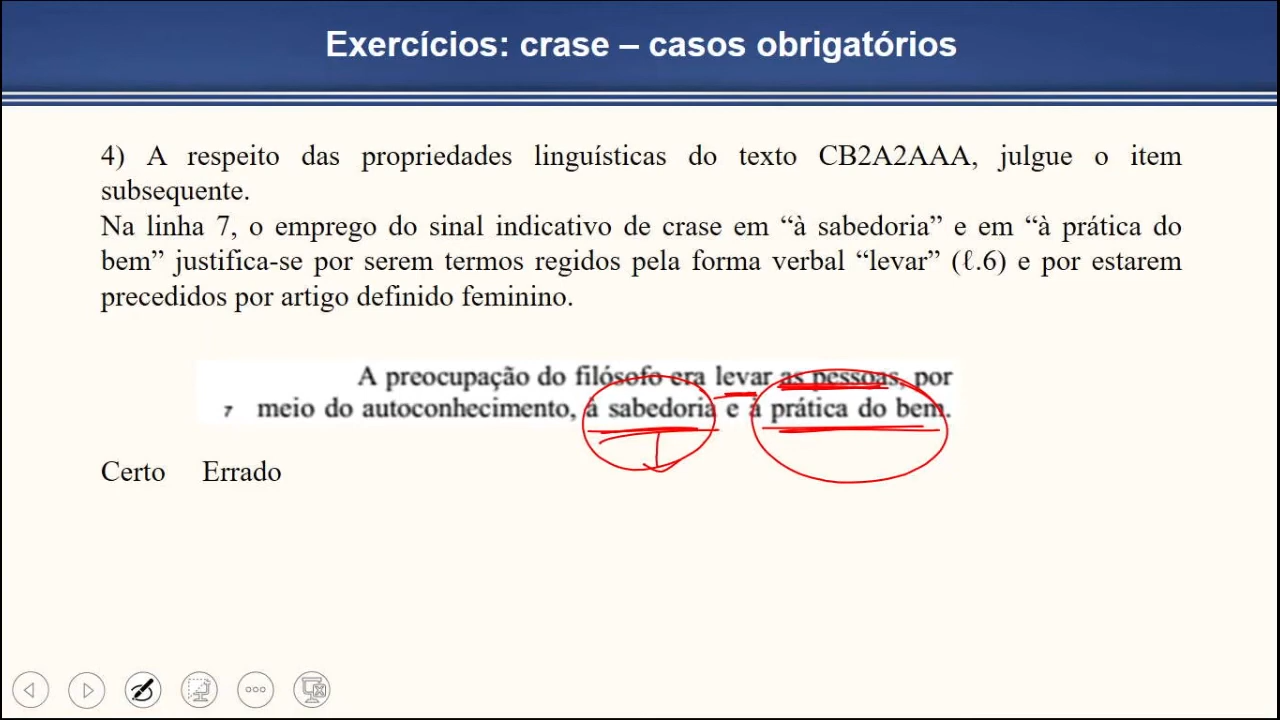 Exercícios: crase – casos obrigatórios
4) A respeito das propriedades linguísticas do texto CB2A2AAA, julgue o item
subsequente.
Na linha 7, o emprego do sinal indicativo de crase em “à sabedoria” e em “à prática do
bem” justifica-se por serem termos regidos pela forma verbal “levar” (ℓ.6) e por estarem
precedidos por artigo definido feminino.
A preocupação do filósofo era levar as pessoas, por
7 meio do autoconhecimento, à sabedoria e à prática do bem.
Certo Errado